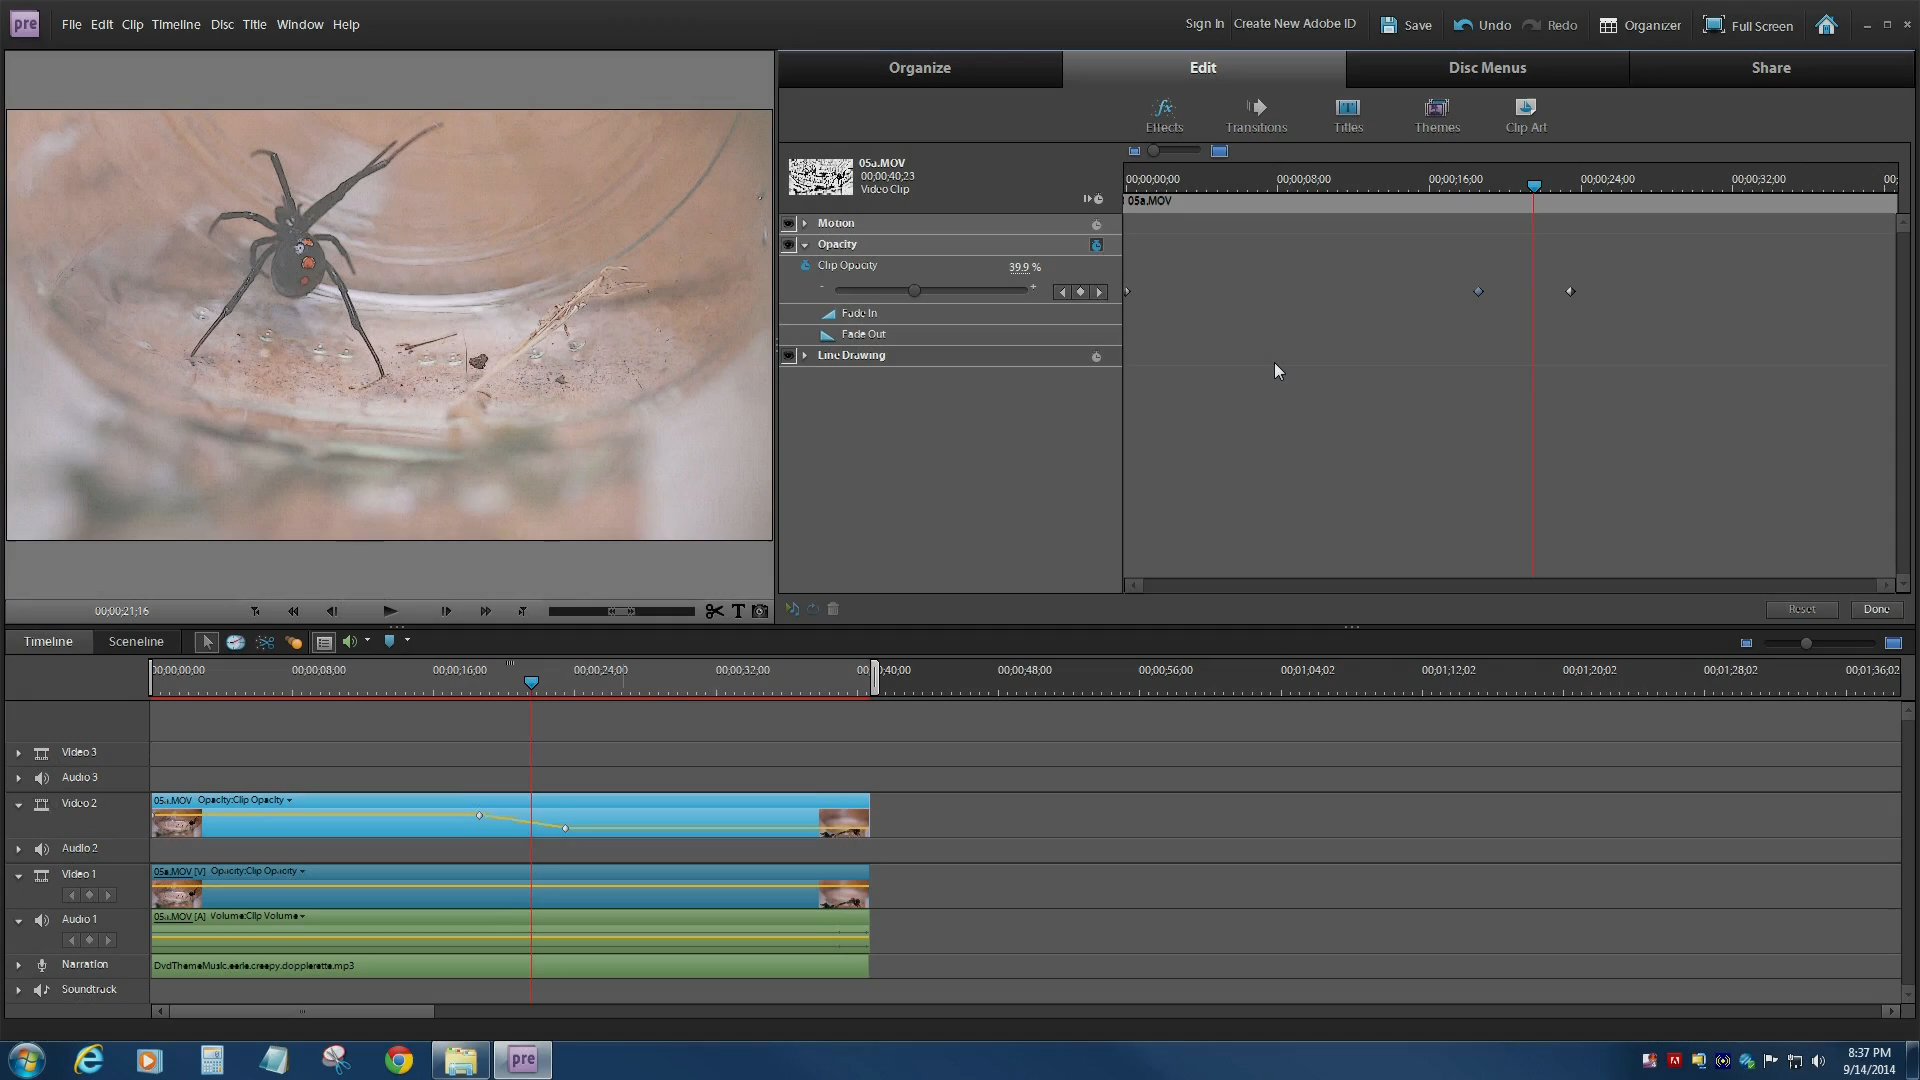 pre File Edit Clip Timeline Disc Title Window Help Sign In Create New Adobe ID Save Undo Redo Organizer Full Screen
Organize Edit Disc Menus Share
Effects Transitions Titles Themes Clip Art
05a.MOV
00;00;40;23
Video Clip
00;00;00;00 00;00;08;00 00;00;16;00 00;00;24;00 00;00;32;00 00;
05a.MOV
Motion
Opacity
Clip Opacity 39.9 %
- +
Fade In
Fade Out
Line Drawing
00;00;21;16 T Reset Done
Timeline Sceneline
00;00;00;00 00;00;08;00 00;00;16;00 00;00;24;00 00;00;32;00 00;00;40;00 00;00;48;00 00;00;56;00 00;01;04;02 00;01;12;02 00;01;20;02 00;01;28;02 00;01;36;02
Video 3
Audio 3
Video 2 05a.MOV Opacity:Clip Opacity
Audio 2
Video 1 05a.MOV [V] Opacity:Clip Opacity
Audio 1 05a.MOV [A] Volume:Clip Volume
Narration DvdThemeMusic.eerie.creepy.dopplerette.mp3
Soundtrack
pre 8:37 PM
9/14/2014